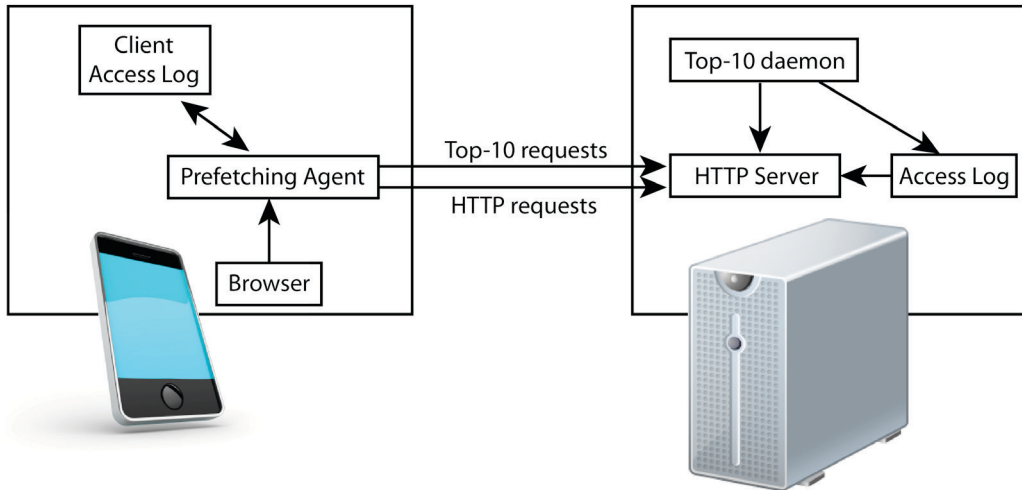 Client
Access Log
Prefetching Agent
Browser
Top-10 requests
HTTP requests
Top-10 daemon
HTTP Server
Access Log